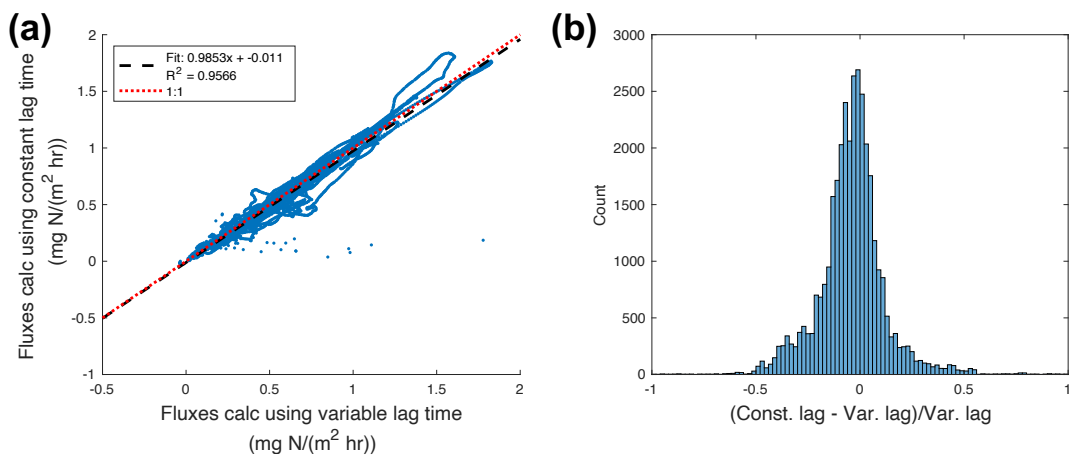 (a)
Fluxes calc using constant lag time
(mg N/(m² hr))
2
1.5
1
0.5
0
-0.5
-1
Fit: 0.9853x + -0.011
R² = 0.9566
1:1
-0.5
0
0.5
1
1.5
2
Fluxes calc using variable lag time
(mg N/(m² hr))
(b)
Count
3000
2500
2000
1500
1000
500
0
-1
-0.5
0
0.5
1
(Const. lag - Var. lag)/Var. lag